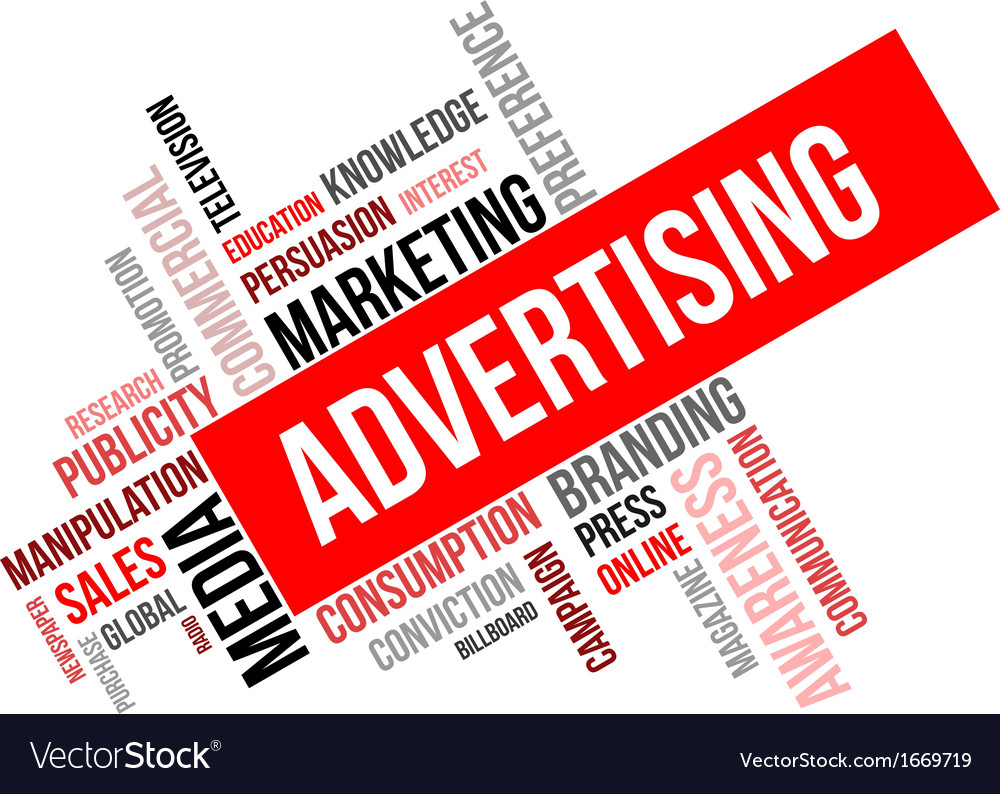 PREFERENCE
KNOWLEDGE
TELEVISION
INTEREST
EDUCATION
PERSUASION
MARKETING
COMMERCIAL
PROMOTION
ADVERTISING
RESEARCH
PUBLICITY
MANIPULATION
MEDIA
SALES
GLOBAL
NEWSPAPER
PURCHASE
RADIO
CONSUMPTION
CONVICTION
BILLBOARD
CAMPAIGN
BRANDING
PRESS
ONLINE
MAGAZINE
AWARENESS
COMMUNICATION
VectorStock®
VectorStock.com/1669719